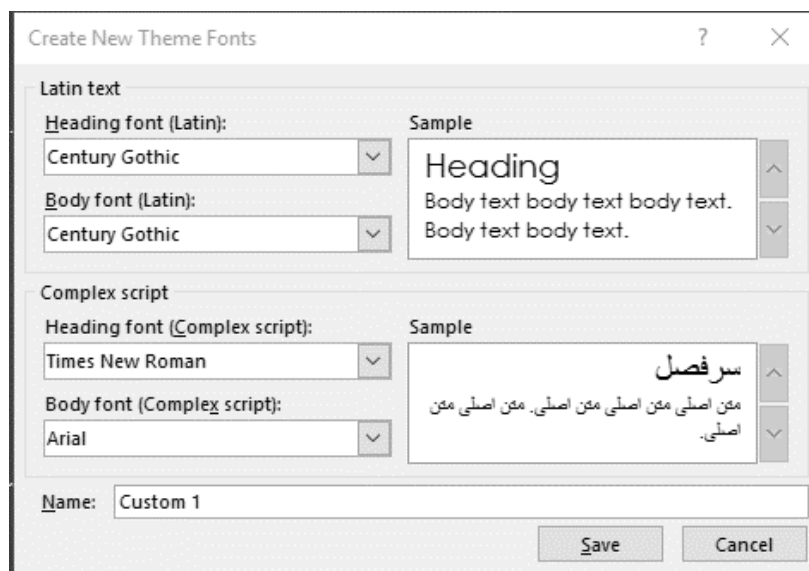 Create New Theme Fonts
Latin text
Heading font (Latin):
Century Gothic
Body font (Latin):
Century Gothic
Sample
Heading
Body text body text body text.
Body text body text.
Complex script
Heading font (Complex script):
Times New Roman
Body font (Complex script):
Arial
Sample
سرفصل
متن اصلی متن اصلی متن اصلی. متن اصلی متن
اصلی.
Name: Custom 1
Save Cancel